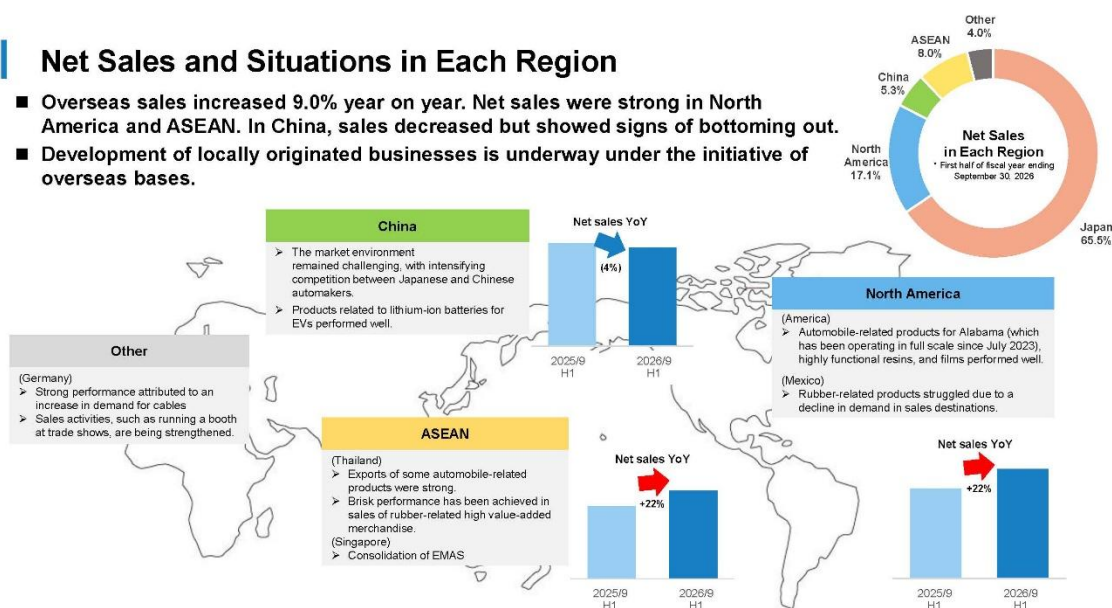 Net Sales and Situations in Each Region
■ Overseas sales increased 9.0% year on year. Net sales were strong in North
America and ASEAN. In China, sales decreased but showed signs of bottoming out.
■ Development of locally originated businesses is underway under the initiative of
overseas bases.
Other
4.0%
ASEAN
8.0%
China
5.3%
North
America
17.1%
Japan
65.5%
Net Sales
in Each Region
* First half of fiscal year ending
September 30, 2026
China
➢ The market environment
remained challenging, with intensifying
competition between Japanese and Chinese
automakers.
➢ Products related to lithium-ion batteries for
EVs performed well.
Net sales YoY
(4%)
2025/9
H1
2026/9
H1
North America
(America)
➢ Automobile-related products for Alabama (which
has been operating in full scale since July 2023),
highly functional resins, and films performed well.
(Mexico)
➢ Rubber-related products struggled due to a
decline in demand in sales destinations.
Other
(Germany)
➢ Strong performance attributed to an
increase in demand for cables
➢ Sales activities, such as running a booth
at trade shows, are being strengthened.
ASEAN
(Thailand)
➢ Exports of some automobile-related
products were strong.
➢ Brisk performance has been achieved in
sales of rubber-related high value-added
merchandise.
(Singapore)
➢ Consolidation of EMAS
Net sales YoY
+22%
2025/9
H1
2026/9
H1
Net sales YoY
+22%
2025/9
H1
2026/9
H1